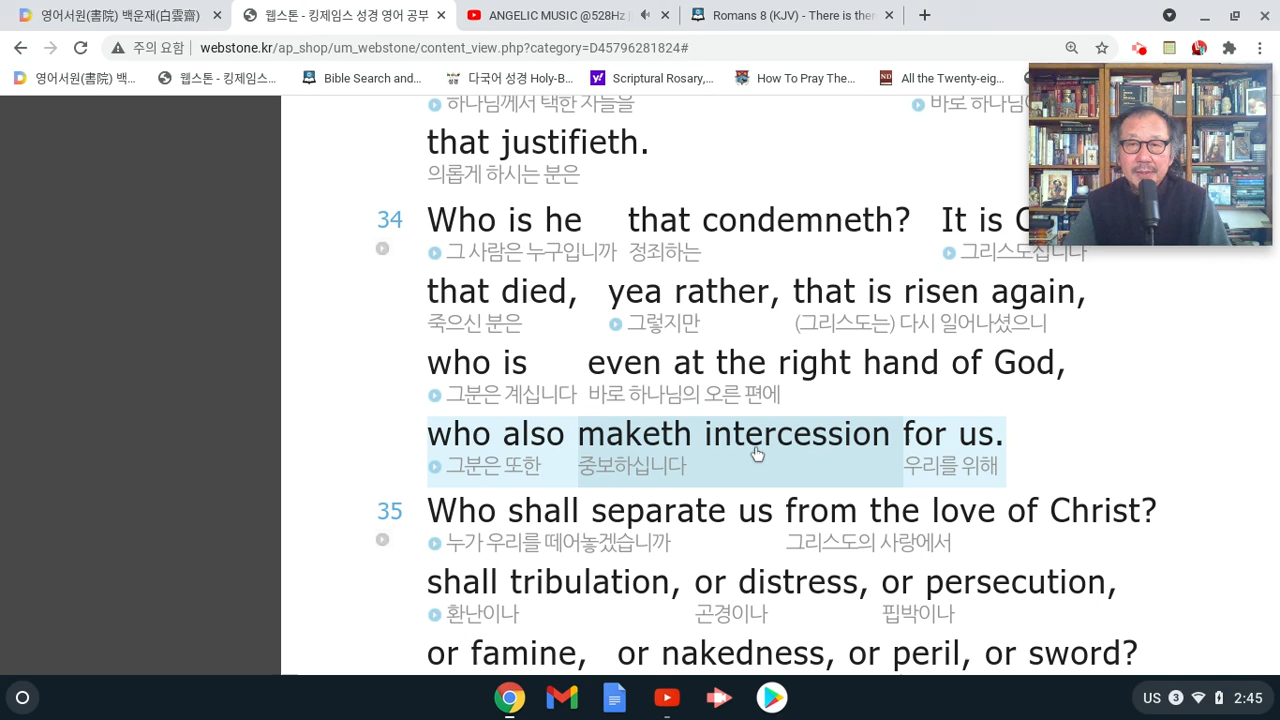 영어서원(書院) 백운재(白雲齋)
웹스톤 - 킹제임스 성경 영어 공부
ANGELIC MUSIC @528Hz
Romans 8 (KJV) - There is ther
주의 요함
webstone.kr/ap_shop/um_webstone/content_view.php?category=D45796281824#
영어서원(書院) 백...
웹스톤 - 킹제임스...
Bible Search and...
다국어 성경 Holy-B...
Scriptural Rosary,...
How To Pray The...
All the Twenty-eig...
하나님께서 택한 자들을
바로 하나님
that justifieth.
의롭게 하시는 분은
34 Who is he that condemneth? It is
그 사람은 누구입니까 정죄하는 그리스도십니다
that died, yea rather, that is risen again,
죽으신 분은 그렇지만 (그리스도는) 다시 일어나셨으니
who is even at the right hand of God,
그분은 계십니다 바로 하나님의 오른 편에
who also maketh intercession for us.
그분은 또한 중보하십니다 우리를 위해
35 Who shall separate us from the love of Christ?
누가 우리를 떼어놓겠습니까 그리스도의 사랑에서
shall tribulation, or distress, or persecution,
환난이나 곤경이나 핍박이나
or famine, or nakedness, or peril, or sword?
US 3 2:45